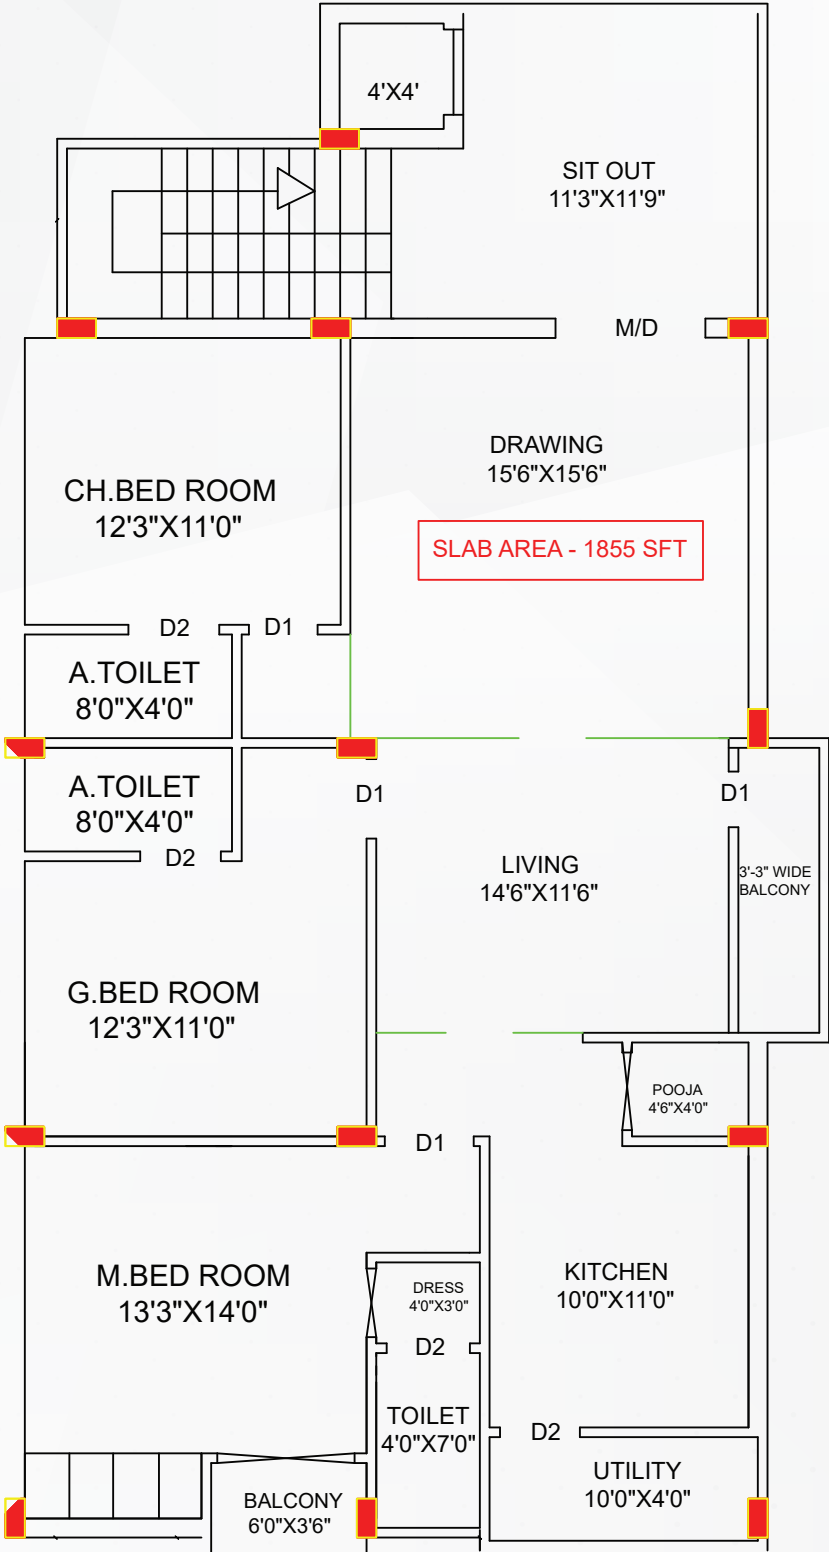 4'X4'
SIT OUT
11'3"X11'9"
M/D
DRAWING
15'6"X15'6"
CH.BED ROOM
12'3"X11'0"
SLAB AREA - 1855 SFT
D2
D1
A.TOILET
8'0"X4'0"
A.TOILET
8'0"X4'0"
D1
D1
D2
LIVING
14'6"X11'6"
3'-3" WIDE
BALCONY
G.BED ROOM
12'3"X11'0"
POOJA
4'6"X4'0"
D1
M.BED ROOM
13'3"X14'0"
DRESS
4'0"X3'0"
KITCHEN
10'0"X11'0"
D2
TOILET
4'0"X7'0"
D2
UTILITY
10'0"X4'0"
BALCONY
6'0"X3'6"